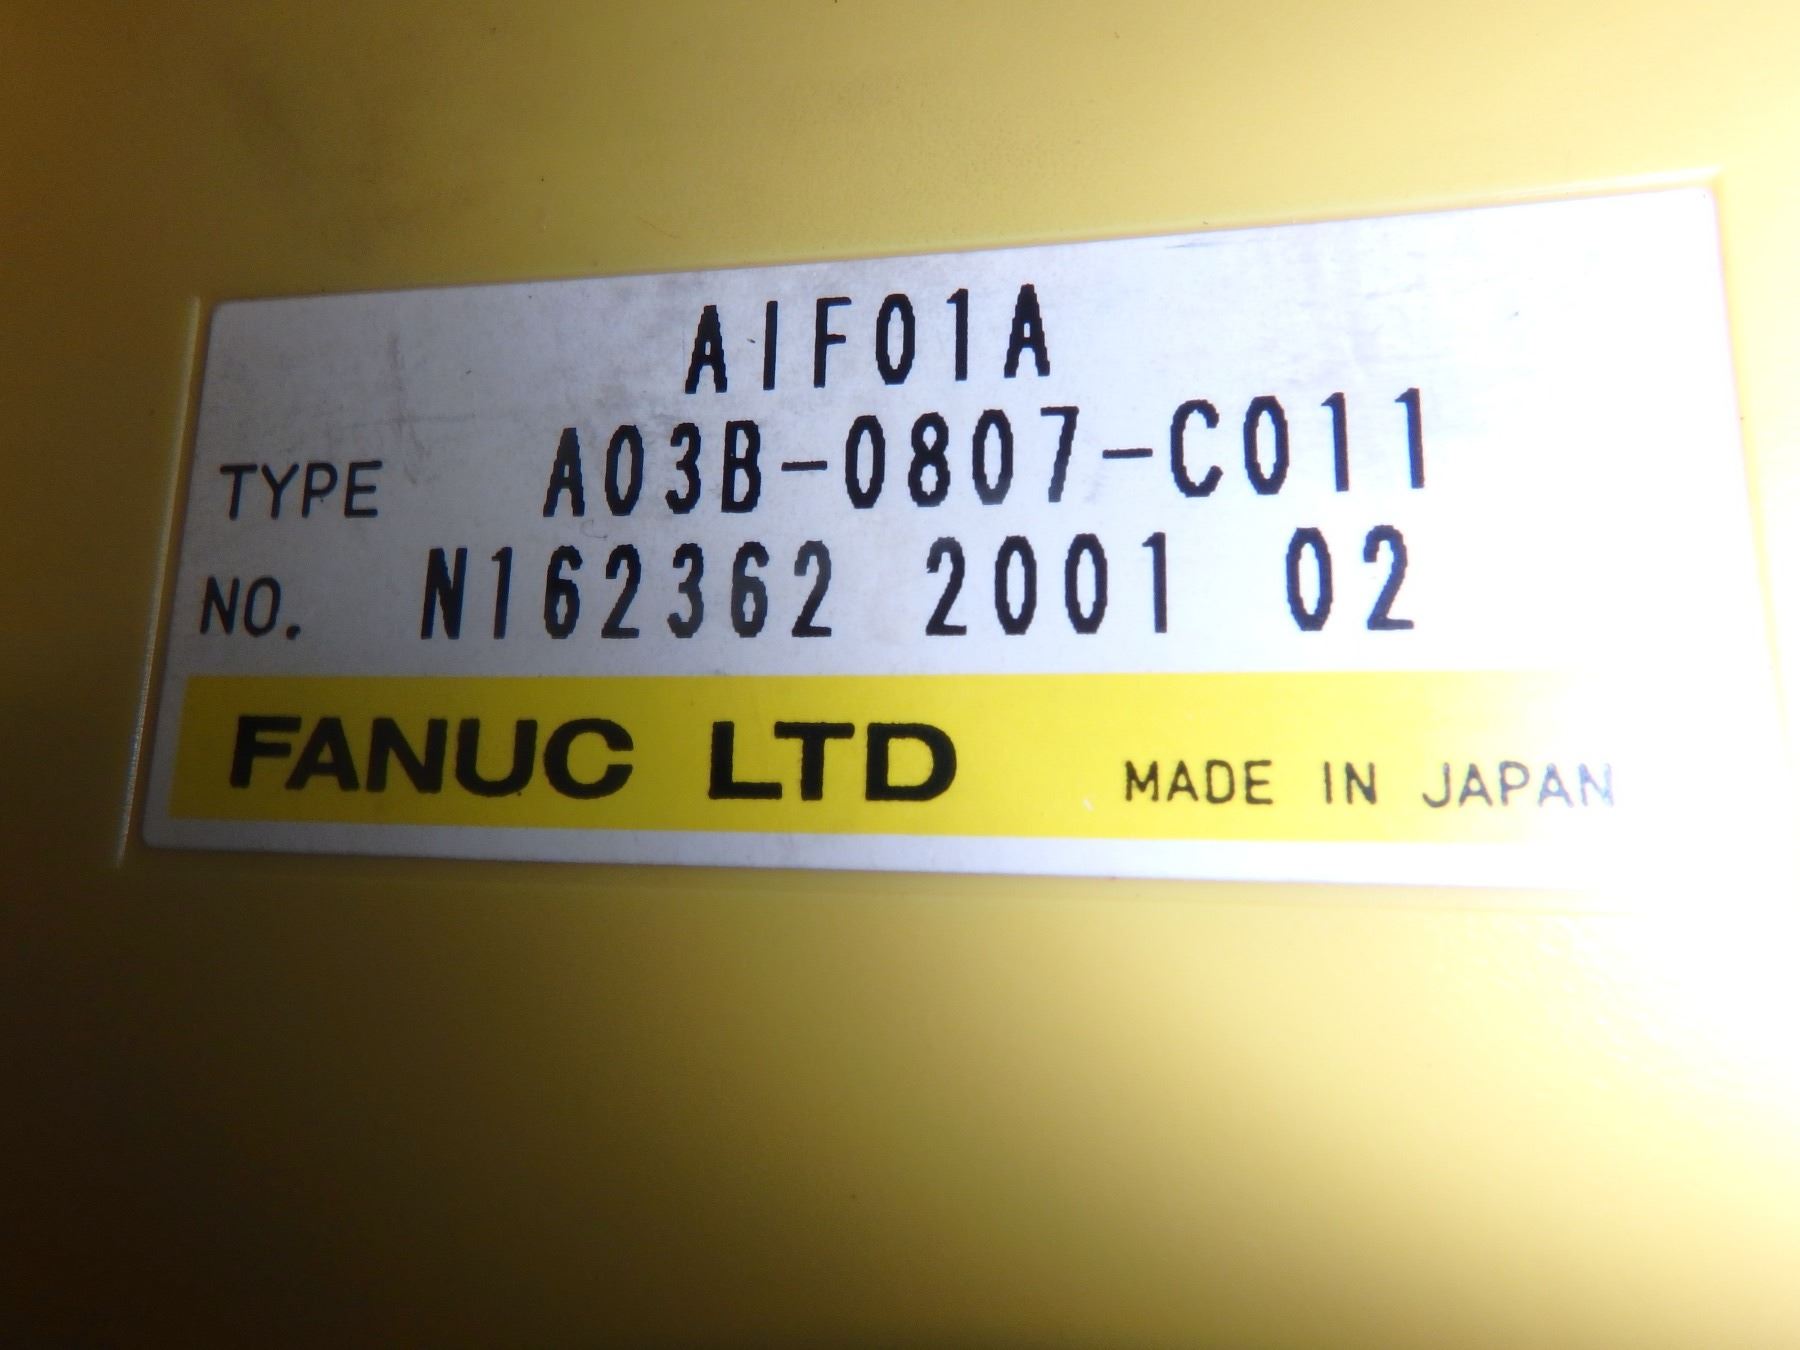 AIF01A
TYPE A03B-0807-C011
NO. N162362 2001 02
FANUC LTD MADE IN JAPAN